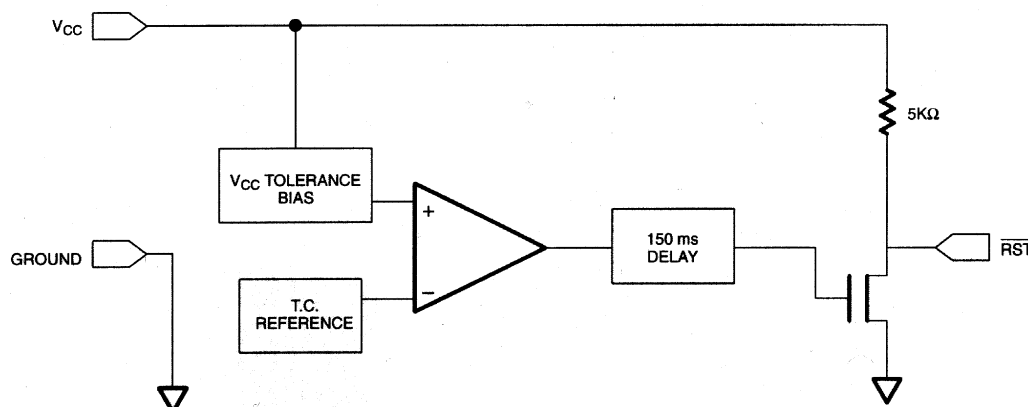 VCC
5KΩ
VCC TOLERANCE
BIAS
+
150 ms
DELAY
RST
GROUND
−
T.C.
REFERENCE